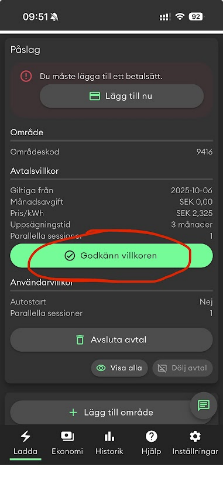 09:51
92
Påslag
Du måste lägga till ett betalsätt.
Lägg till nu
Område
Områdeskod 9416
Avtalsvillkor
Giltiga från 2025-10-06
Månadsavgift SEK 0,00
Pris/kWh SEK 2,325
Uppsägningstid 3 månader
Parallella sessioner 1
Godkänn villkoren
Användarvillkor
Autostart Nej
Parallella sessioner 1
Avsluta avtal
Visa alla Dölj avtal
Lägg till område
Ladda Ekonomi Historik Hjälp Inställningar